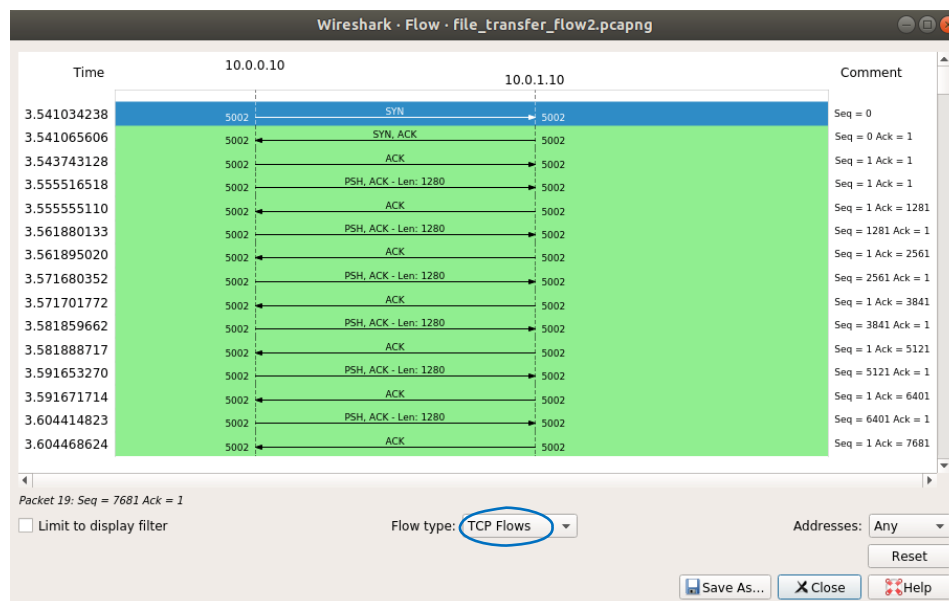 Wireshark · Flow · file_transfer_flow2.pcapng
Time 10.0.0.10 10.0.1.10 Comment
3.541034238 5002 SYN 5002 Seq = 0
3.541065606 5002 SYN, ACK 5002 Seq = 0 Ack = 1
3.543743128 5002 ACK 5002 Seq = 1 Ack = 1
3.555516518 5002 PSH, ACK - Len: 1280 5002 Seq = 1 Ack = 1
3.555555110 5002 ACK 5002 Seq = 1 Ack = 1281
3.561880133 5002 PSH, ACK - Len: 1280 5002 Seq = 1281 Ack = 1
3.561895020 5002 ACK 5002 Seq = 1 Ack = 2561
3.571680352 5002 PSH, ACK - Len: 1280 5002 Seq = 2561 Ack = 1
3.571701772 5002 ACK 5002 Seq = 1 Ack = 3841
3.581859662 5002 PSH, ACK - Len: 1280 5002 Seq = 3841 Ack = 1
3.581888717 5002 ACK 5002 Seq = 1 Ack = 5121
3.591653270 5002 PSH, ACK - Len: 1280 5002 Seq = 5121 Ack = 1
3.591671714 5002 ACK 5002 Seq = 1 Ack = 6401
3.604414823 5002 PSH, ACK - Len: 1280 5002 Seq = 6401 Ack = 1
3.604468624 5002 ACK 5002 Seq = 1 Ack = 7681
Packet 19: Seq = 7681 Ack = 1
Limit to display filter Flow type: TCP Flows Addresses: Any
Reset
Save As... Close Help